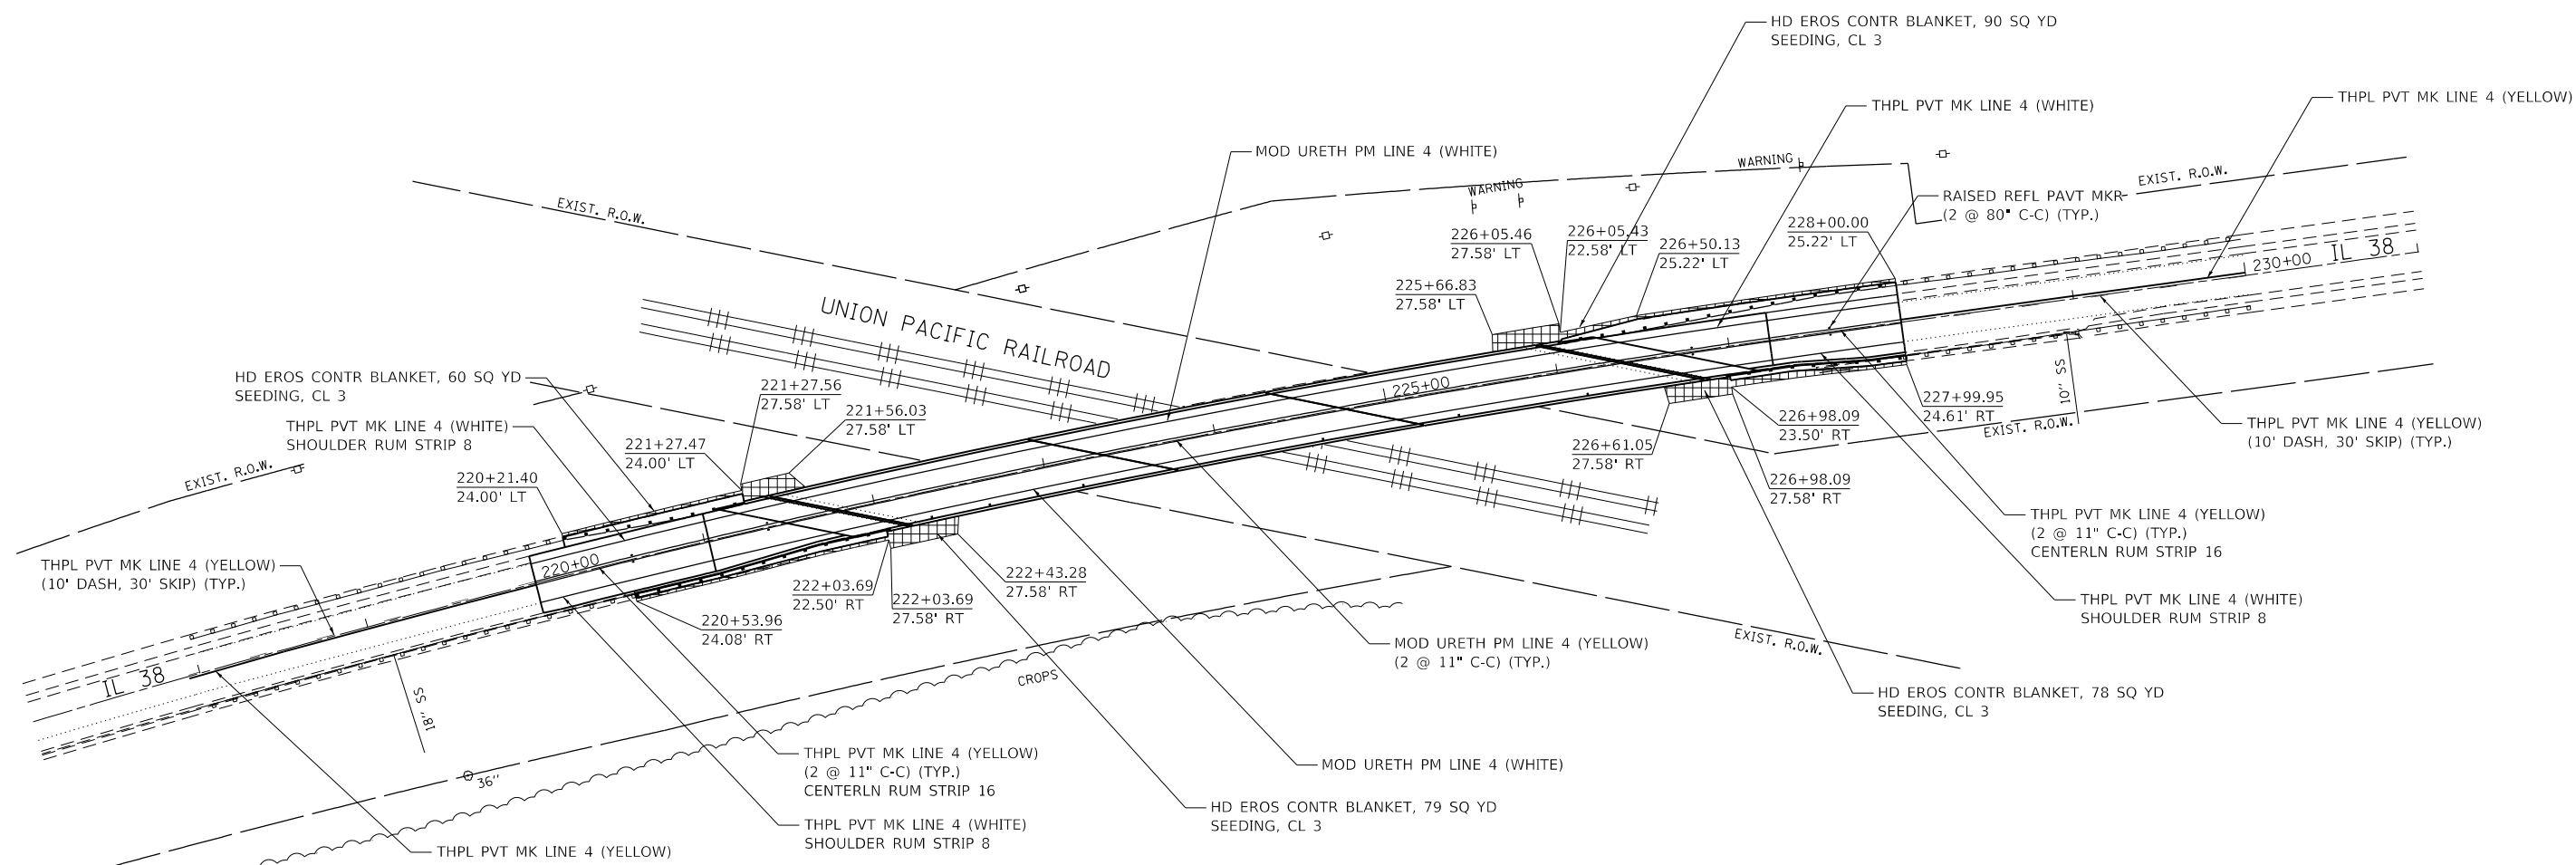 HD EROS CONTR BLANKET, 90 SQ YD
SEEDING, CL 3
THPL PVT MK LINE 4 (WHITE)
THPL PVT MK LINE 4 (YELLOW)
MOD URETH PM LINE 4 (WHITE)
WARNING
WARNING
EXIST. R.O.W.
EXIST. R.O.W.
RAISED REFL PAVT MKR
(2 @ 80" C-C) (TYP.)
226+05.46
27.58' LT
226+05.43
22.58' LT
226+50.13
25.22' LT
228+00.00
25.22' LT
225+66.83
27.58' LT
230+00
IL 38
UNION PACIFIC RAILROAD
HD EROS CONTR BLANKET, 60 SQ YD
SEEDING, CL 3
221+27.56
27.58' LT
221+56.03
27.58' LT
225+00
10" SS
227+99.95
24.61' RT
226+98.09
23.50' RT
EXIST. R.O.W.
THPL PVT MK LINE 4 (YELLOW)
(10' DASH, 30' SKIP) (TYP.)
THPL PVT MK LINE 4 (WHITE)
SHOULDER RUM STRIP 8
221+27.47
24.00' LT
226+61.05
27.58' RT
226+98.09
27.58' RT
EXIST. R.O.W.
220+21.40
24.00' LT
THPL PVT MK LINE 4 (YELLOW)
(2 @ 11" C-C) (TYP.)
CENTERLN RUM STRIP 16
THPL PVT MK LINE 4 (YELLOW)
(10' DASH, 30' SKIP) (TYP.)
220+00
222+03.69
22.50' RT
222+03.69
27.58' RT
222+43.28
27.58' RT
220+53.96
24.08' RT
THPL PVT MK LINE 4 (WHITE)
SHOULDER RUM STRIP 8
MOD URETH PM LINE 4 (YELLOW)
(2 @ 11" C-C) (TYP.)
EXIST. R.O.W.
IL 38
18" SS
CROPS
HD EROS CONTR BLANKET, 78 SQ YD
SEEDING, CL 3
36"
THPL PVT MK LINE 4 (YELLOW)
(2 @ 11" C-C) (TYP.)
CENTERLN RUM STRIP 16
MOD URETH PM LINE 4 (WHITE)
HD EROS CONTR BLANKET, 79 SQ YD
SEEDING, CL 3
THPL PVT MK LINE 4 (WHITE)
SHOULDER RUM STRIP 8
THPL PVT MK LINE 4 (YELLOW)